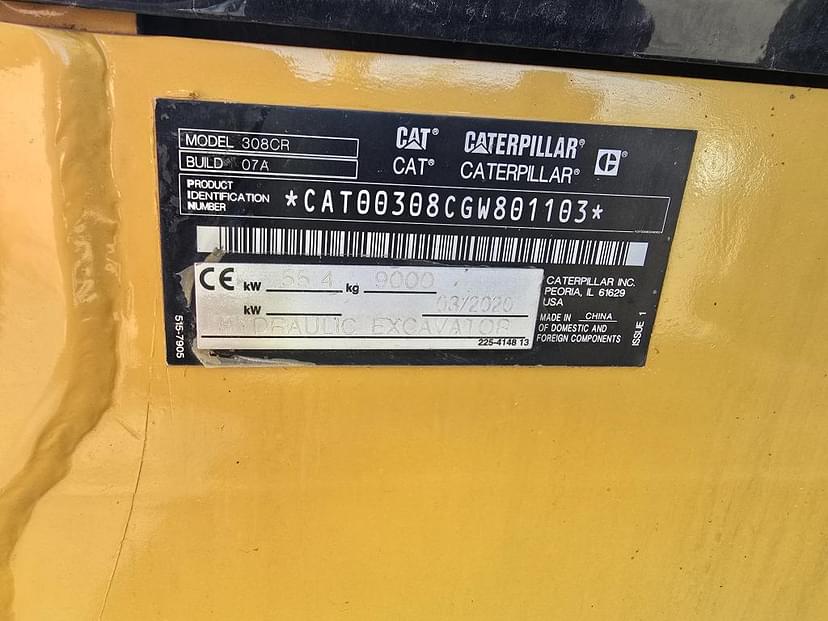 MODEL 308CR
BUILD 07A
CAT® CATERPILLAR®
CAT® CATERPILLAR® C
PRODUCT IDENTIFICATION NUMBER *CAT00308CGW801103*
CE kW 55.4 kg 9000
kW 03/2020
HYDRAULIC EXCAVATOR
225-4148 13
CATERPILLAR INC.
PEORIA, IL 61629
USA
MADE IN CHINA
OF DOMESTIC AND
FOREIGN COMPONENTS
ISSUE 1
515-7905